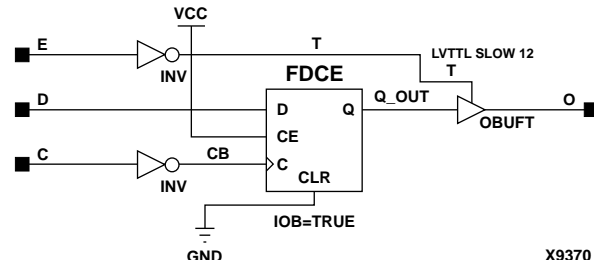 VCC
E
T
LVTTL SLOW 12
INV
FDCE
T
D
D
Q
Q_OUT
O
CE
OBUFT
C
CB
C
INV
CLR
IOB=TRUE
GND
X9370